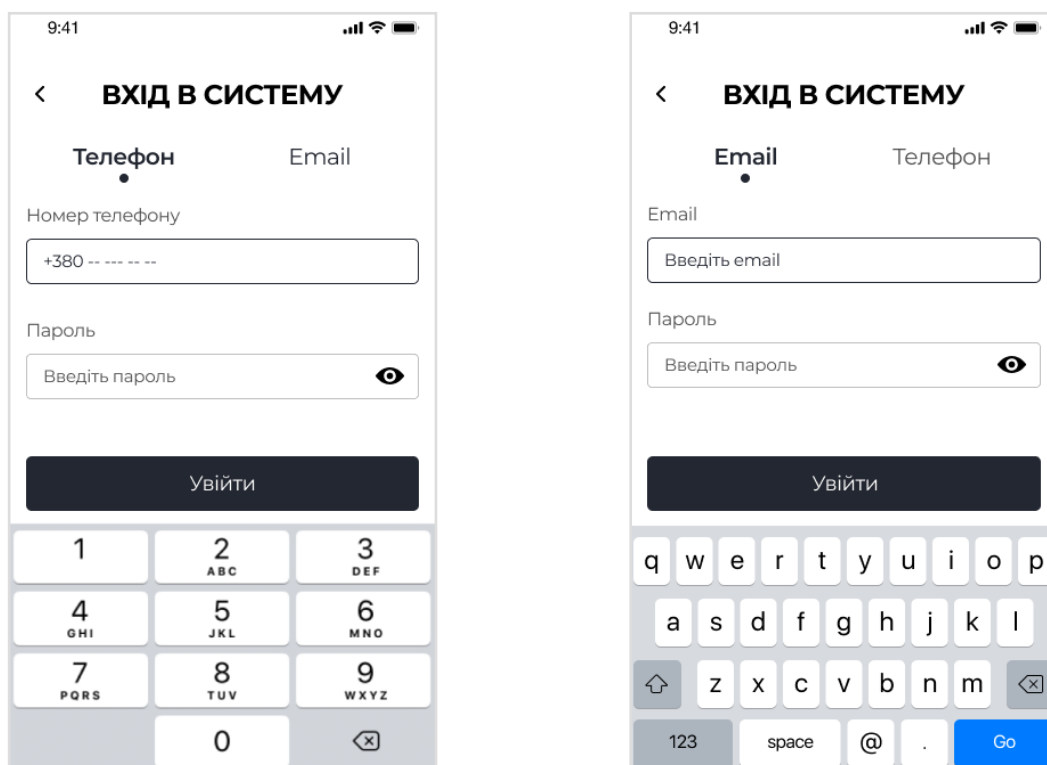 9:41
ВХІД В СИСТЕМУ
Телефон Email
Номер телефону
+380 -- --- -- --
Пароль
Введіть пароль
Увійти
1 2 3
ABC DEF
4 5 6
GHI JKL MNO
7 8 9
PQRS TUV WXYZ
0
9:41
ВХІД В СИСТЕМУ
Email Телефон
Email
Введіть email
Пароль
Введіть пароль
Увійти
q w e r t y u i o p
a s d f g h j k l
z x c v b n m
123 space @ . Go